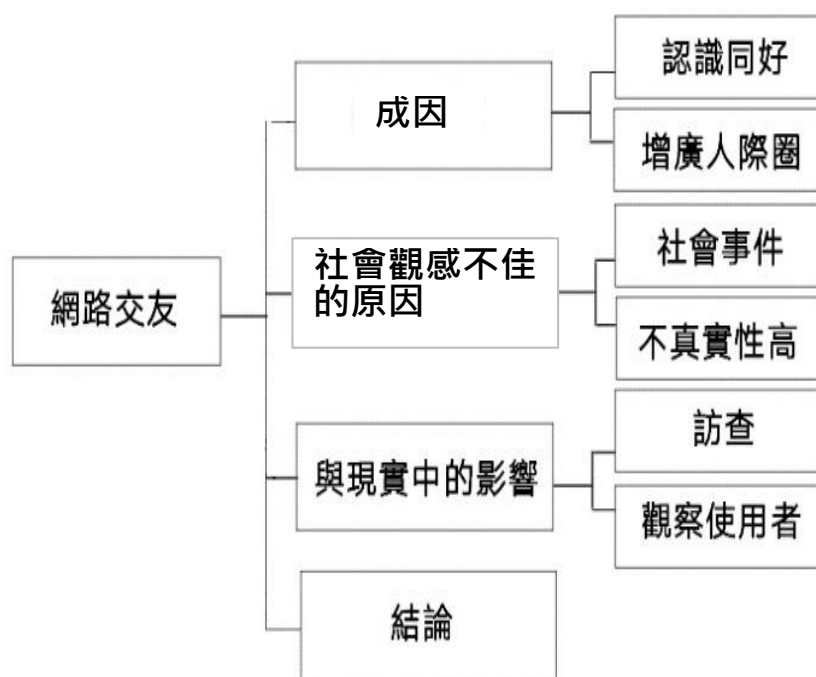 網路交友
成因
認識同好
增廣人際圈
社會觀感不佳
的原因
社會事件
不真實性高
與現實中的影響
訪查
觀察使用者
結論